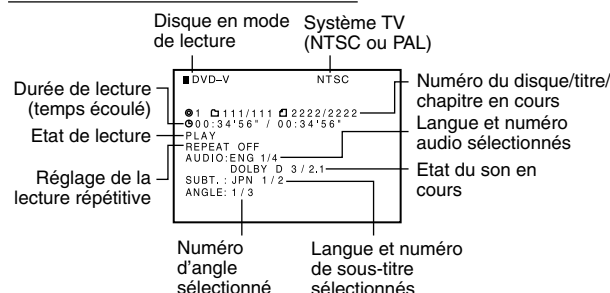 Disque en mode
de lecture
Système TV
(NTSC ou PAL)
DVD–V NTSC
1 111/111 2222/2222
00:34'56" / 00:34'56"
PLAY
REPEAT OFF
AUDIO:ENG 1/4
DOLBY D 3 / 2.1
SUBT. : JPN 1 / 2
ANGLE: 1 / 3
Durée de lecture
(temps écoulé)
Etat de lecture
Réglage de la
lecture répétitive
Numéro du disque/titre/
chapitre en cours
Langue et numéro
audio sélectionnés
Etat du son en
cours
Numéro
d'angle
sélectionné
Langue et numéro
de sous-titre
sélectionnés